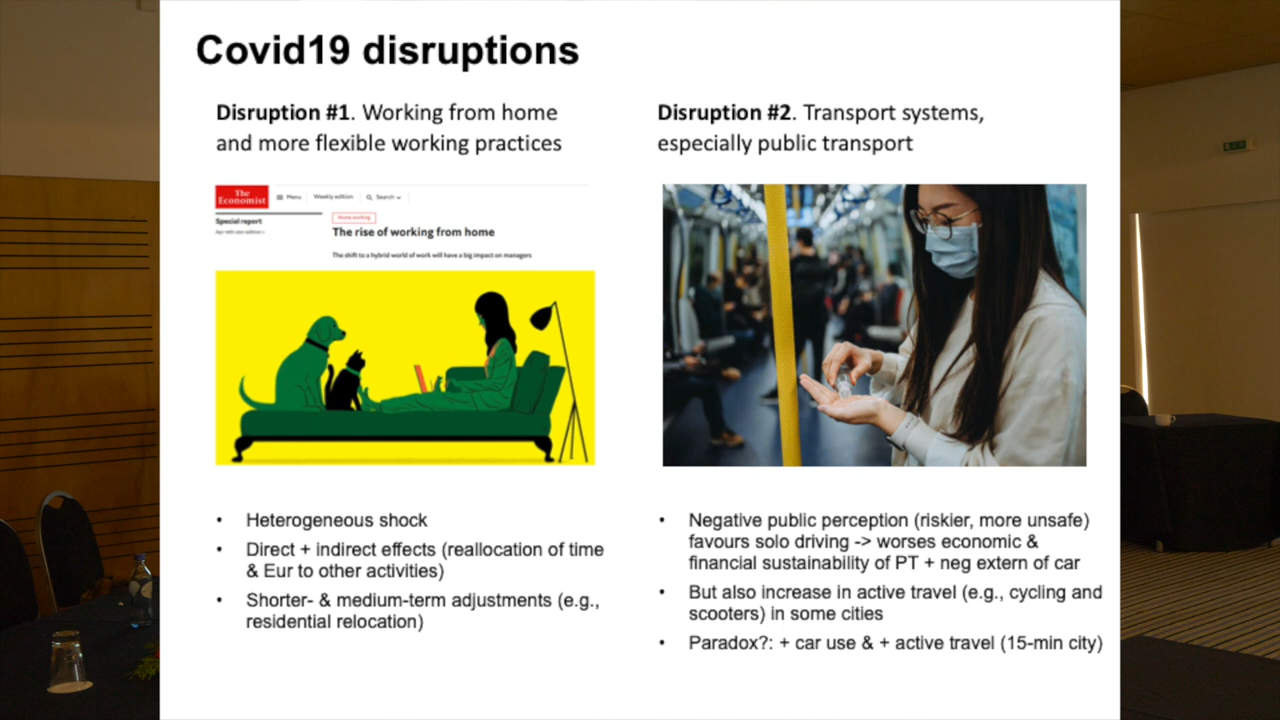 Covid19 disruptions
Disruption #1. Working from home
and more flexible working practices
The
Economist
Menu
Weekly edition
Search
Special report
Home working
The rise of working from home
The shift to a hybrid world of work will have a big impact on managers
• Heterogeneous shock
• Direct + indirect effects (reallocation of time
& Eur to other activities)
• Shorter- & medium-term adjustments (e.g.,
residential relocation)
Disruption #2. Transport systems,
especially public transport
• Negative public perception (riskier, more unsafe)
favours solo driving -> worses economic &
financial sustainability of PT + neg extern of car
• But also increase in active travel (e.g., cycling and
scooters) in some cities
• Paradox?: + car use & + active travel (15-min city)